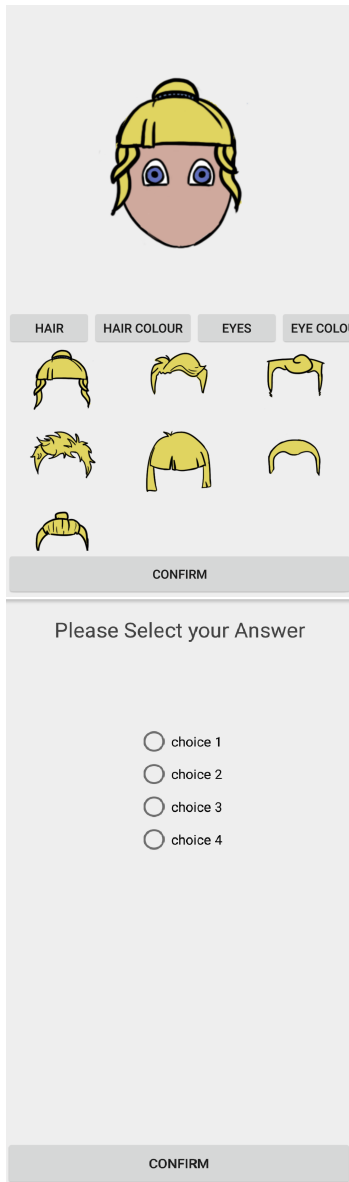 HAIR HAIR COLOUR EYES EYE COLOU
CONFIRM
Please Select your Answer
choice 1
choice 2
choice 3
choice 4
CONFIRM